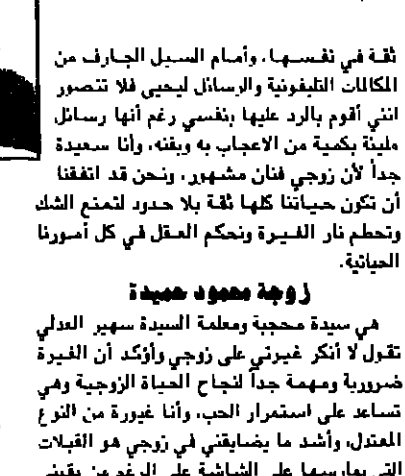 ثقة في نفسها، وأمام السيل الجارف من
المكالمات التليفونية والرسائل ليحيى فلا تتصور
انني أقوم بالرد عليها بنفسي رغم أنها رسائل
مليئة بكمية من الاعجاب به وبفنه، وأنا سعيدة
جداً لأن زوجي فنان مشهور، ونحن قد اتفقنا
أن تكون حياتنا كلها ثقة بلا حدود لتمنع الشك
وتحطم نار الغيرة ونحكم العقل في كل أمورنا
الحياتية.
زوجة محمود حميدة
هي سيدة محجبة ومعلمة السيدة سهير العدلي
تقول لا أنكر غيرتي على زوجي وأؤكد أن الغيرة
ضرورية ومهمة جداً لنجاح الحياة الزوجية وهي
تساعد على استمرار الحب، وأنا غيورة من النوع
المعتدل، وأشد ما يضايقني في زوجي هو القبلات
التي يمارسها على الشاشة على الرغم من يقيني